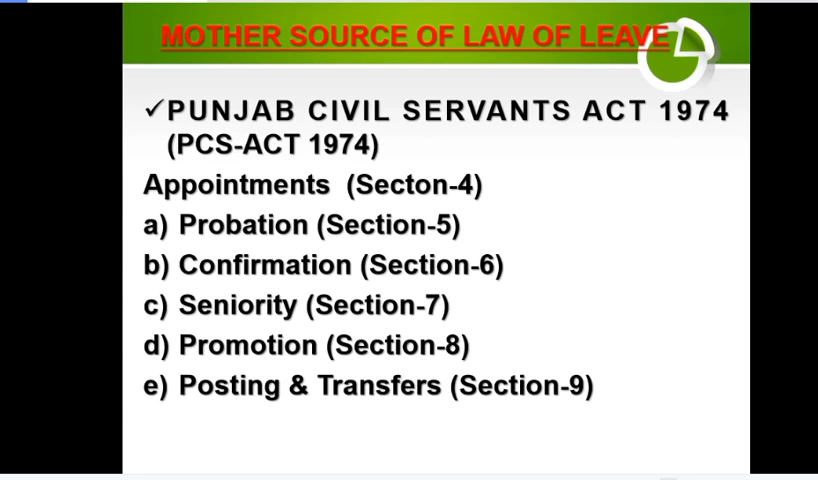 MOTHER SOURCE OF LAW OF LEAVE
✓PUNJAB CIVIL SERVANTS ACT 1974
(PCS-ACT 1974)
Appointments (Secton-4)
a) Probation (Section-5)
b) Confirmation (Section-6)
c) Seniority (Section-7)
d) Promotion (Section-8)
e) Posting & Transfers (Section-9)